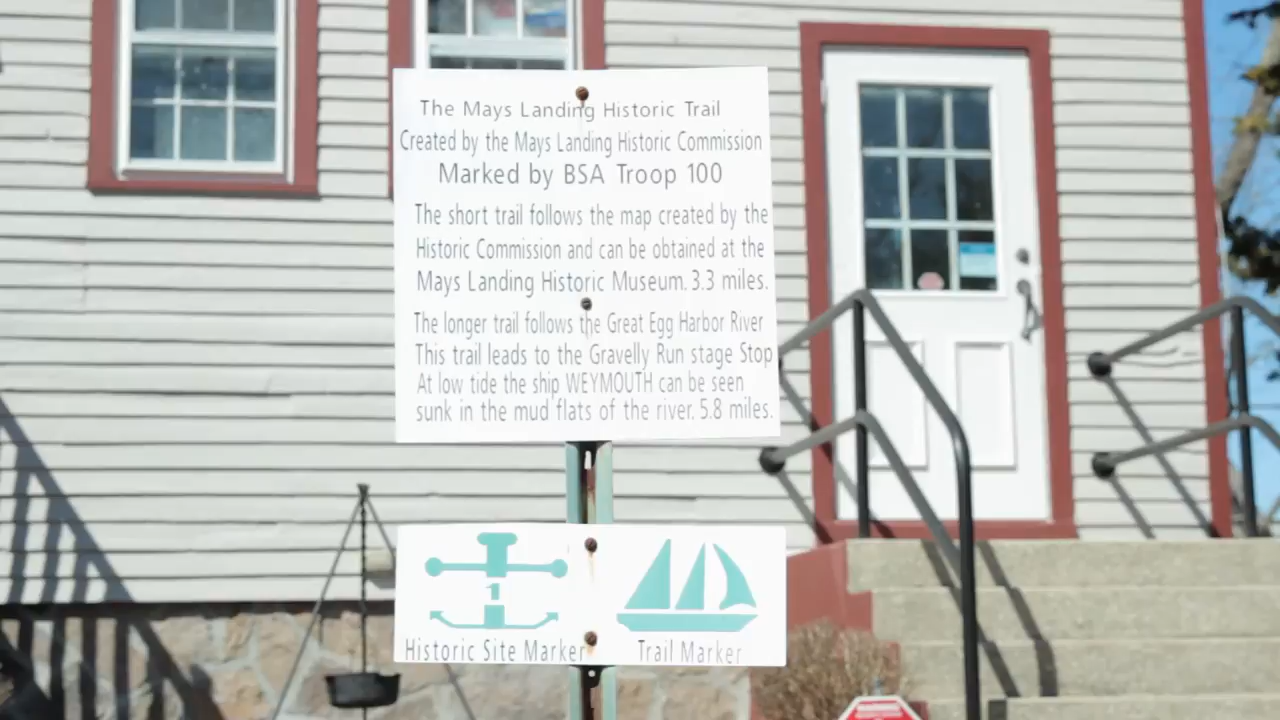 The Mays Landing Historic Trail
Created by the Mays Landing Historic Commission
Marked by BSA Troop 100
The short trail follows the map created by the
Historic Commission and can be obtained at the
Mays Landing Historic Museum. 3.3 miles.
The longer trail follows the Great Egg Harbor River
This trail leads to the Gravelly Run stage Stop
At low tide the ship WEYMOUTH can be seen
sunk in the mud flats of the river. 5.8 miles.
1
Historic Site Marker
Trail Marker